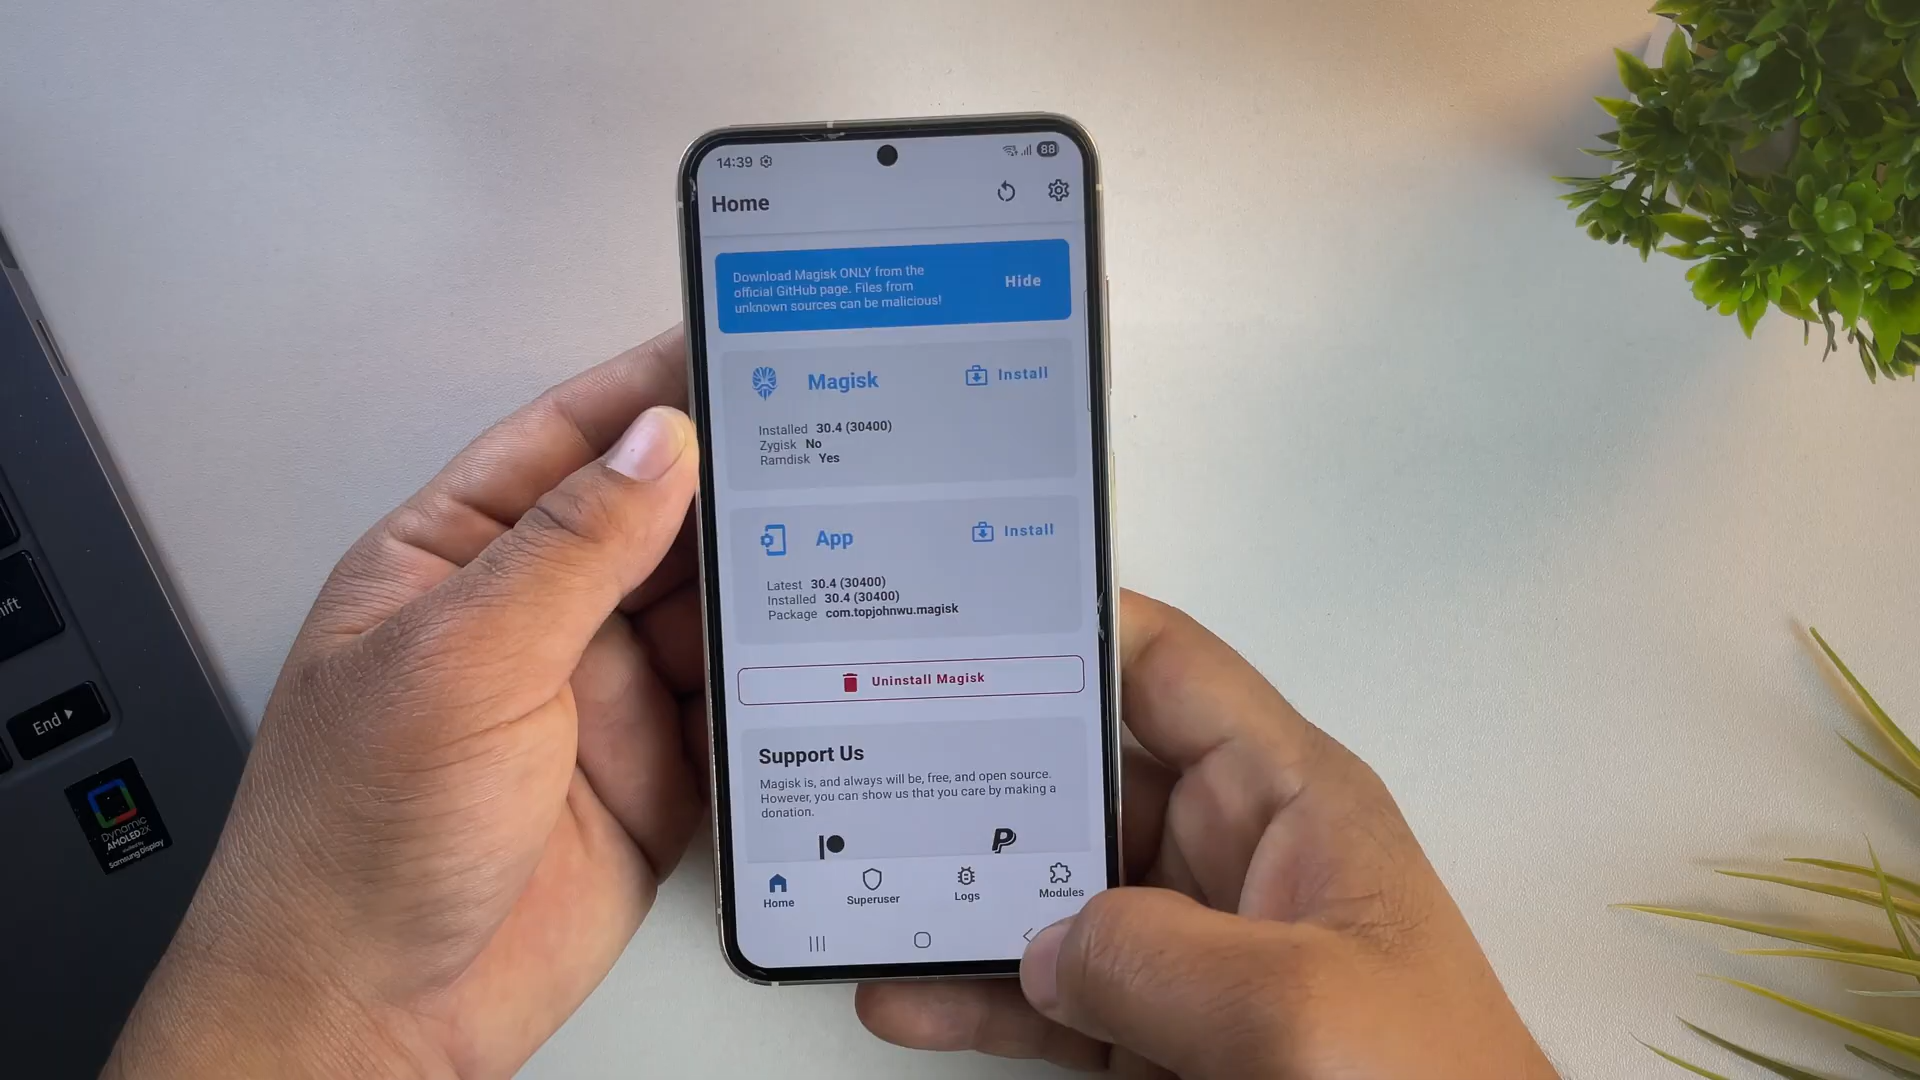 14:39
88
Home
Download Magisk ONLY from the
official GitHub page. Files from
unknown sources can be malicious!
Hide
Magisk
Install
Installed 30.4 (30400)
Zygisk No
Ramdisk Yes
App
Install
Latest 30.4 (30400)
Installed 30.4 (30400)
Package com.topjohnwu.magisk
Uninstall Magisk
Support Us
Magisk is, and always will be, free, and open source.
However, you can show us that you care by making a
donation.
Home
Superuser
Logs
Modules
ift
End
Dynamic
AMOLED 2X
Samsung Display